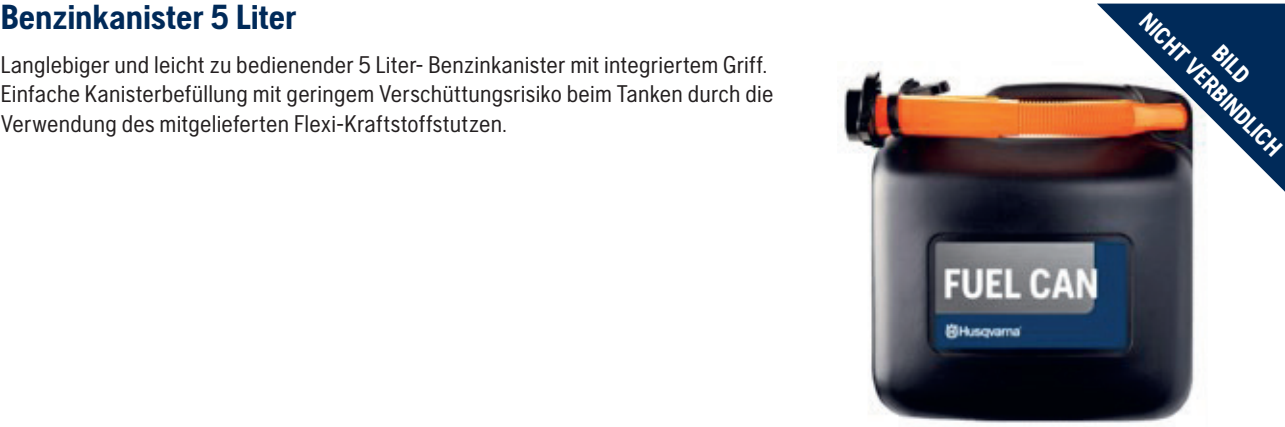 Benzinkanister 5 Liter
Langlebiger und leicht zu bedienender 5 Liter- Benzinkanister mit integriertem Griff.
Einfache Kanisterbefüllung mit geringem Verschüttungsrisiko beim Tanken durch die
Verwendung des mitgelieferten Flexi-Kraftstoffstutzen.
BILD
NICHT VERBINDLICH
FUEL CAN
Husqvarna